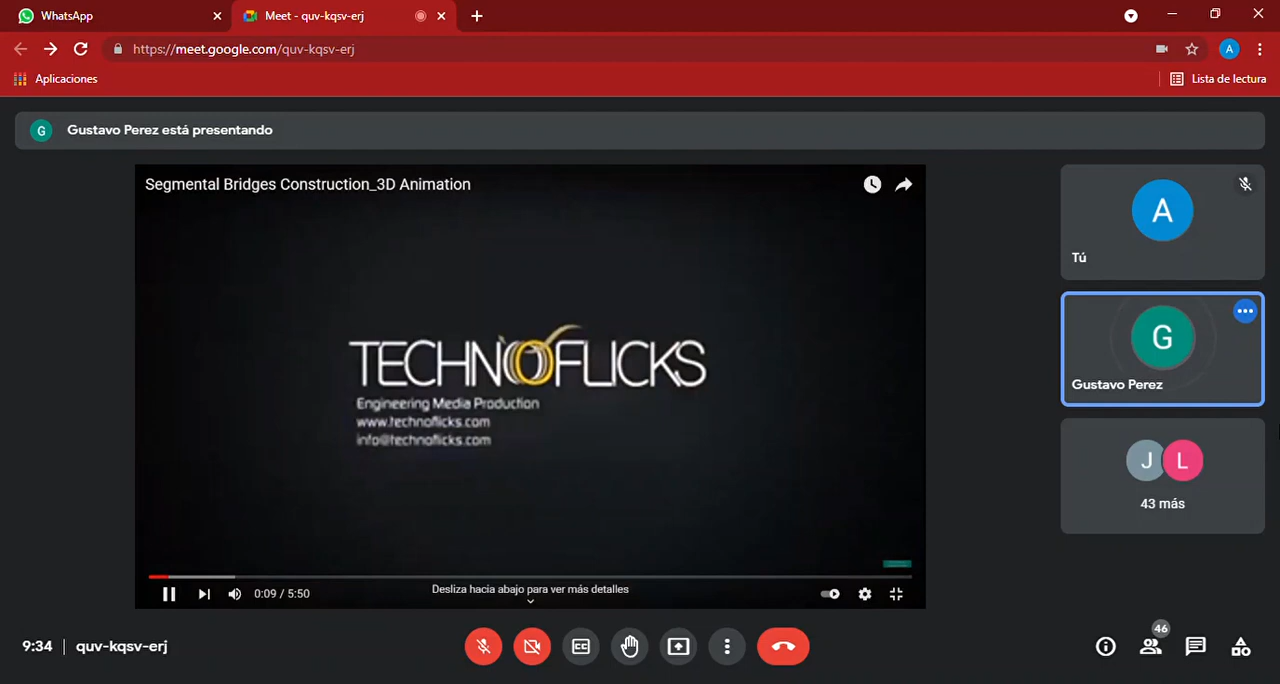 WhatsApp
Meet - quv-kqsv-erj
https://meet.google.com/quv-kqsv-erj
A
Aplicaciones
Lista de lectura
G
Gustavo Perez está presentando
Segmental Bridges Construction_3D Animation
TECHNOFLICKS
Engineering Media Production
www.technoflicks.com
info@technoflicks.com
0:09 / 5:50
Desliza hacia abajo para ver más detalles
A
Tú
G
Gustavo Perez
J
L
43 más
9:34
quv-kqsv-erj
CC
46